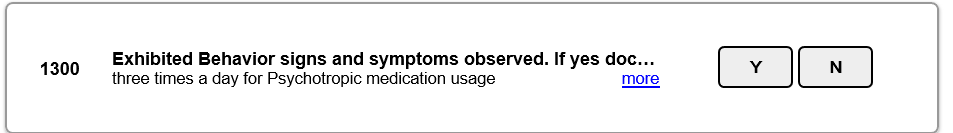 1300
Exhibited Behavior signs and symptoms observed. If yes doc...
three times a day for Psychotropic medication usage more
Y N